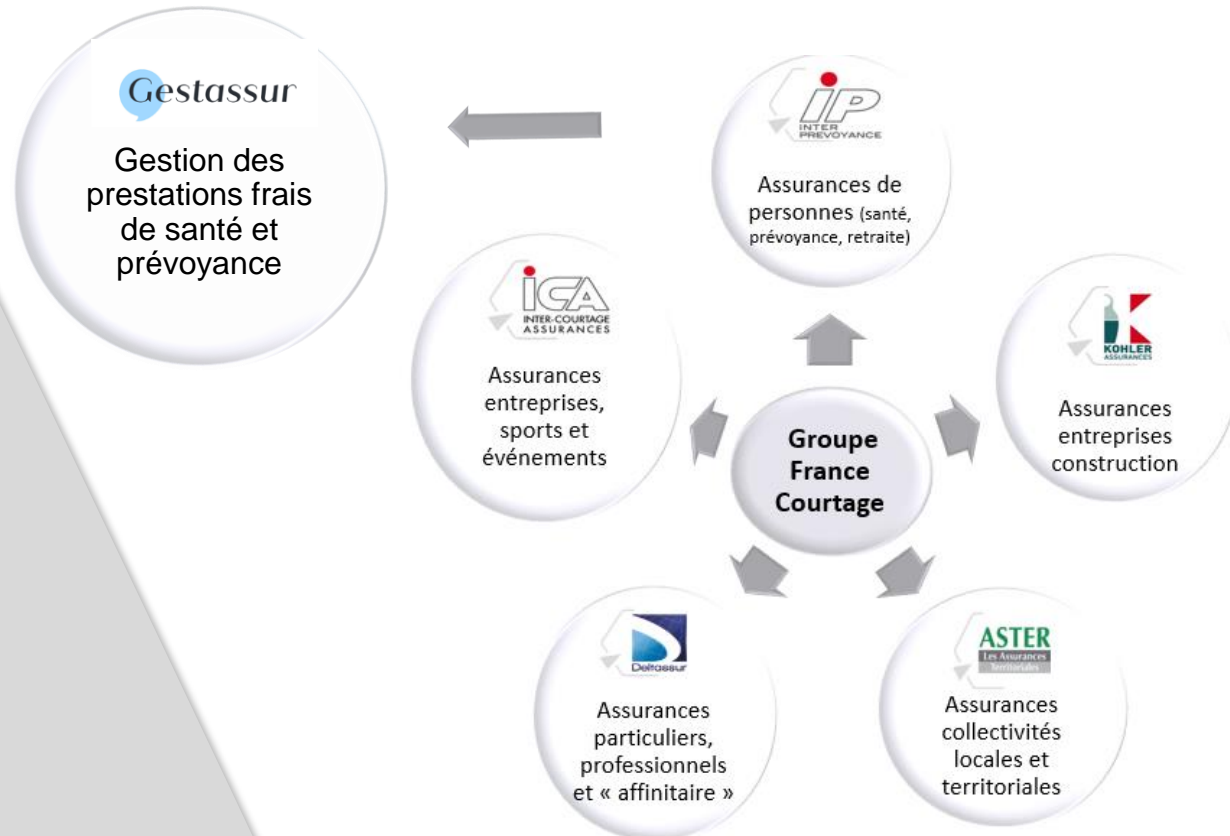 Gestassur
Gestion des
prestations frais
de santé et
prévoyance
iP
INTER
PREVOYANCE
Assurances de
personnes (santé,
prévoyance, retraite)
iCA
INTER-COURTAGE
ASSURANCES
Assurances
entreprises,
sports et
événements
K
KOHLER
ASSURANCES
Assurances
entreprises
construction
Groupe
France
Courtage
Deltassur
Assurances
particuliers,
professionnels
et « affinitaire »
ASTER
Les Assurances
Territoriales
Assurances
collectivités
locales et
territoriales